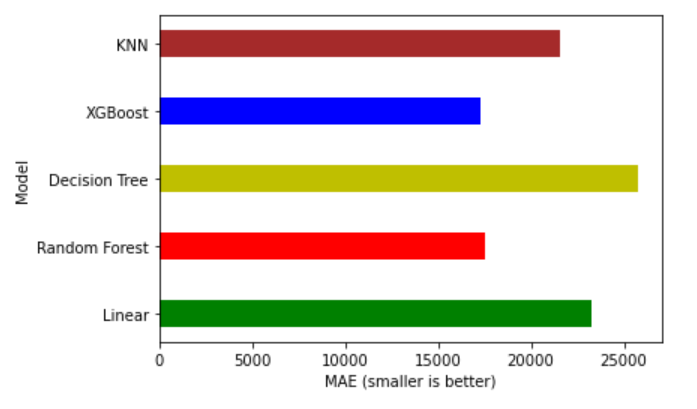 KNN
XGBoost
Decision Tree
Random Forest
Linear
Model
0 5000 10000 15000 20000 25000
MAE (smaller is better)